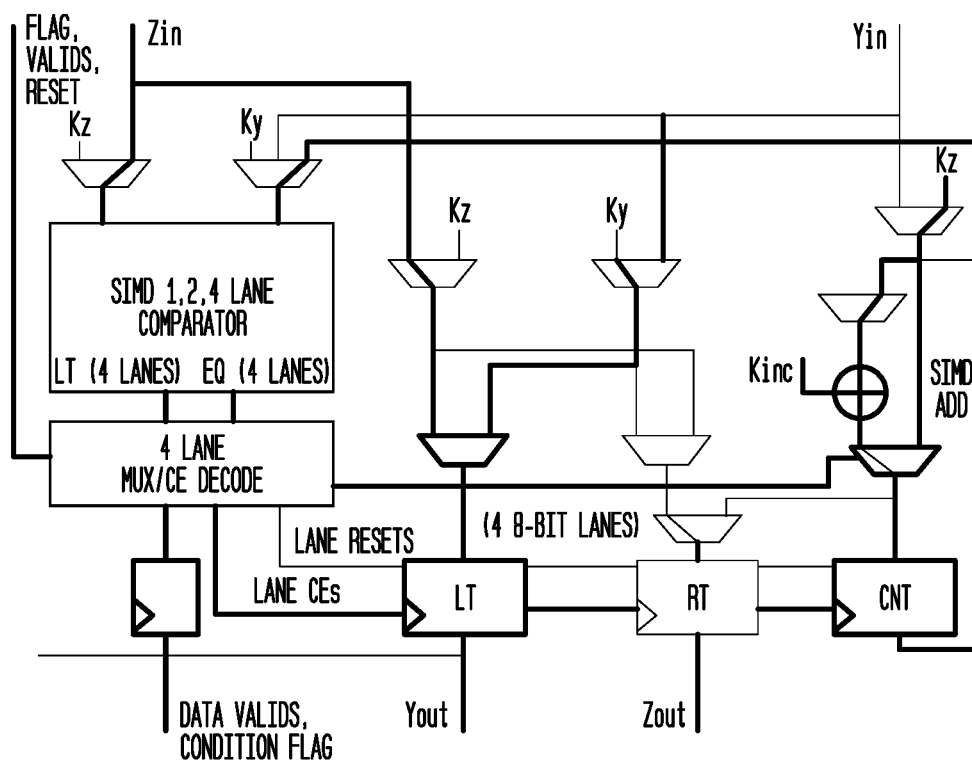 FLAG,
VALIDS,
RESET
Zin
Yin
Kz
Ky
Kz
Kz
Ky
SIMD 1,2,4 LANE
COMPARATOR
LT (4 LANES) EQ (4 LANES)
Kinc
SIMD
ADD
4 LANE
MUX/CE DECODE
(4 8-BIT LANES)
LANE RESETS
LANE CEs
LT
RT
CNT
DATA VALIDS,
CONDITION FLAG
Yout
Zout